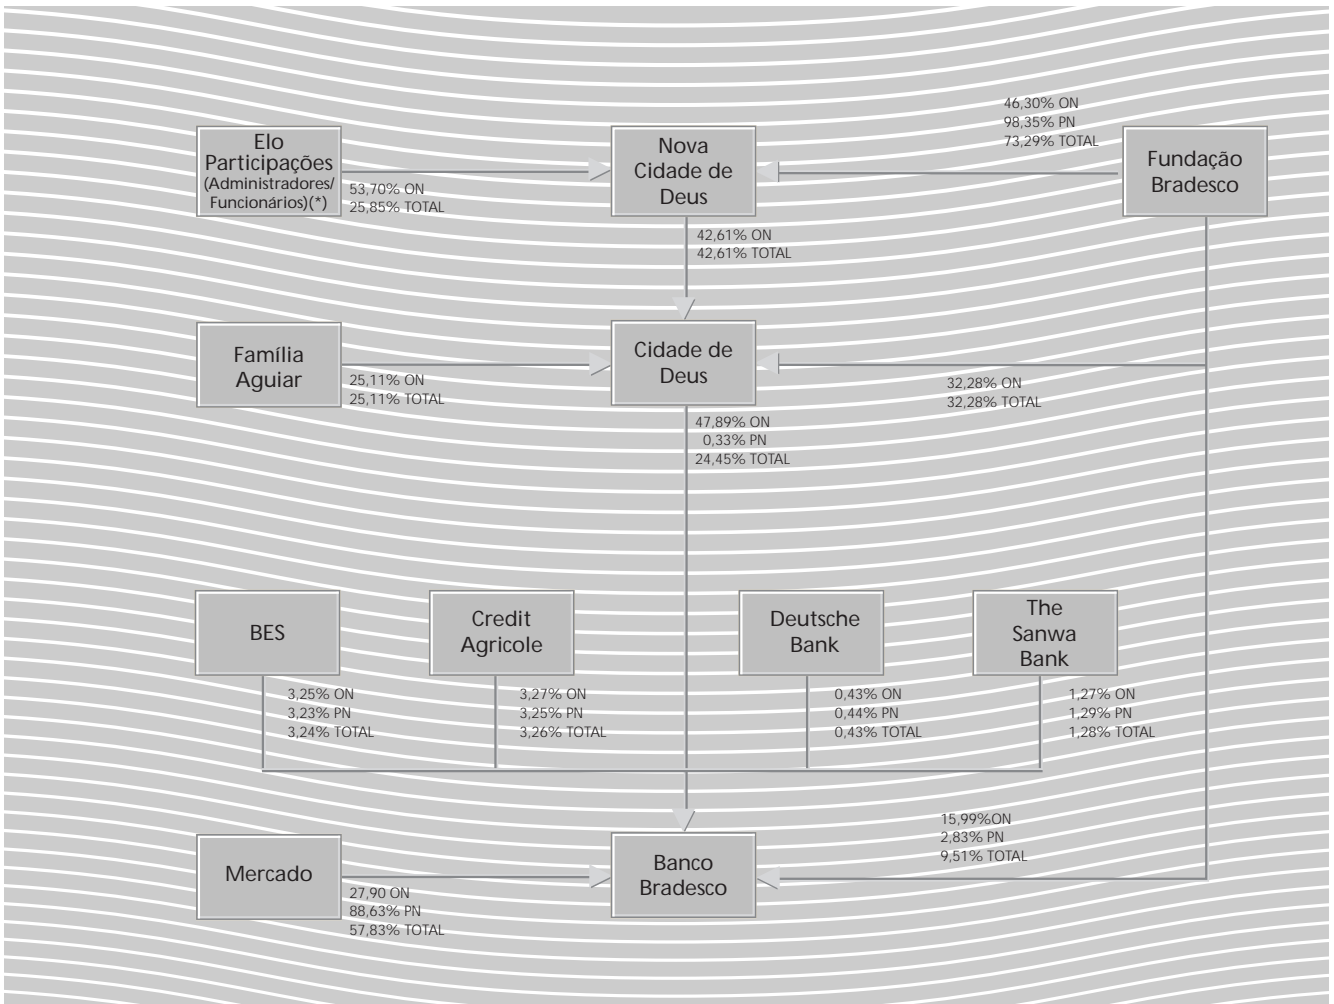 46,30% ON
98,35% PN
73,29% TOTAL
Elo
Participações
(Administradores/
Funcionários)(*)
53,70% ON
25,85% TOTAL
Nova
Cidade de
Deus
Fundação
Bradesco
42,61% ON
42,61% TOTAL
Família
Aguiar
25,11% ON
25,11% TOTAL
Cidade de
Deus
32,28% ON
32,28% TOTAL
47,89% ON
0,33% PN
24,45% TOTAL
BES
3,25% ON
3,23% PN
3,24% TOTAL
Credit
Agricole
3,27% ON
3,25% PN
3,26% TOTAL
Deutsche
Bank
0,43% ON
0,44% PN
0,43% TOTAL
The
Sanwa
Bank
1,27% ON
1,29% PN
1,28% TOTAL
Mercado
27,90 ON
88,63% PN
57,83% TOTAL
Banco
Bradesco
15,99%ON
2,83% PN
9,51% TOTAL